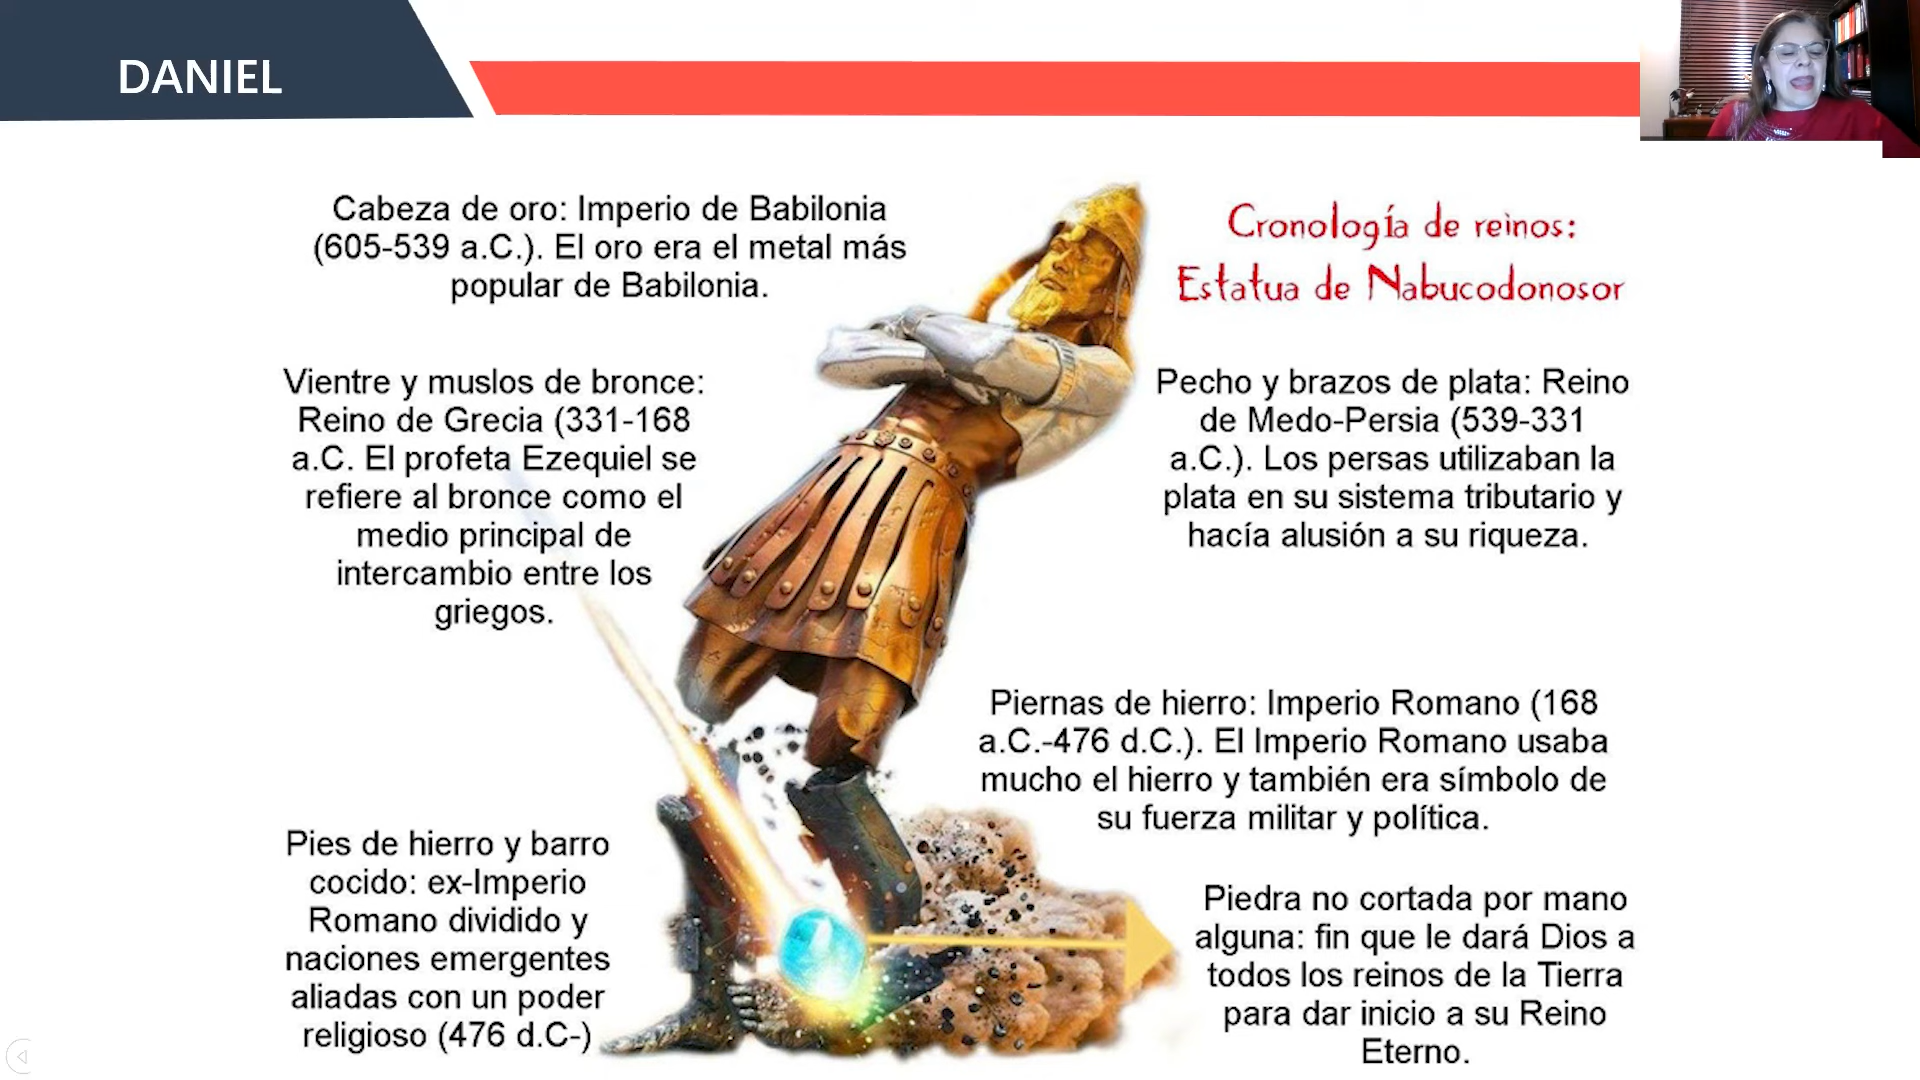 DANIEL
Cabeza de oro: Imperio de Babilonia
(605-539 a.C.). El oro era el metal más
popular de Babilonia.
Cronología de reinos:
Estatua de Nabucodonosor
Vientre y muslos de bronce:
Reino de Grecia (331-168
a.C. El profeta Ezequiel se
refiere al bronce como el
medio principal de
intercambio entre los
griegos.
Pecho y brazos de plata: Reino
de Medo-Persia (539-331
a.C.). Los persas utilizaban la
plata en su sistema tributario y
hacía alusión a su riqueza.
Piernas de hierro: Imperio Romano (168
a.C.-476 d.C.). El Imperio Romano usaba
mucho el hierro y también era símbolo de
su fuerza militar y política.
Pies de hierro y barro
cocido: ex-Imperio
Romano dividido y
naciones emergentes
aliadas con un poder
religioso (476 d.C-)
Piedra no cortada por mano
alguna: fin que le dará Dios a
todos los reinos de la Tierra
para dar inicio a su Reino
Eterno.